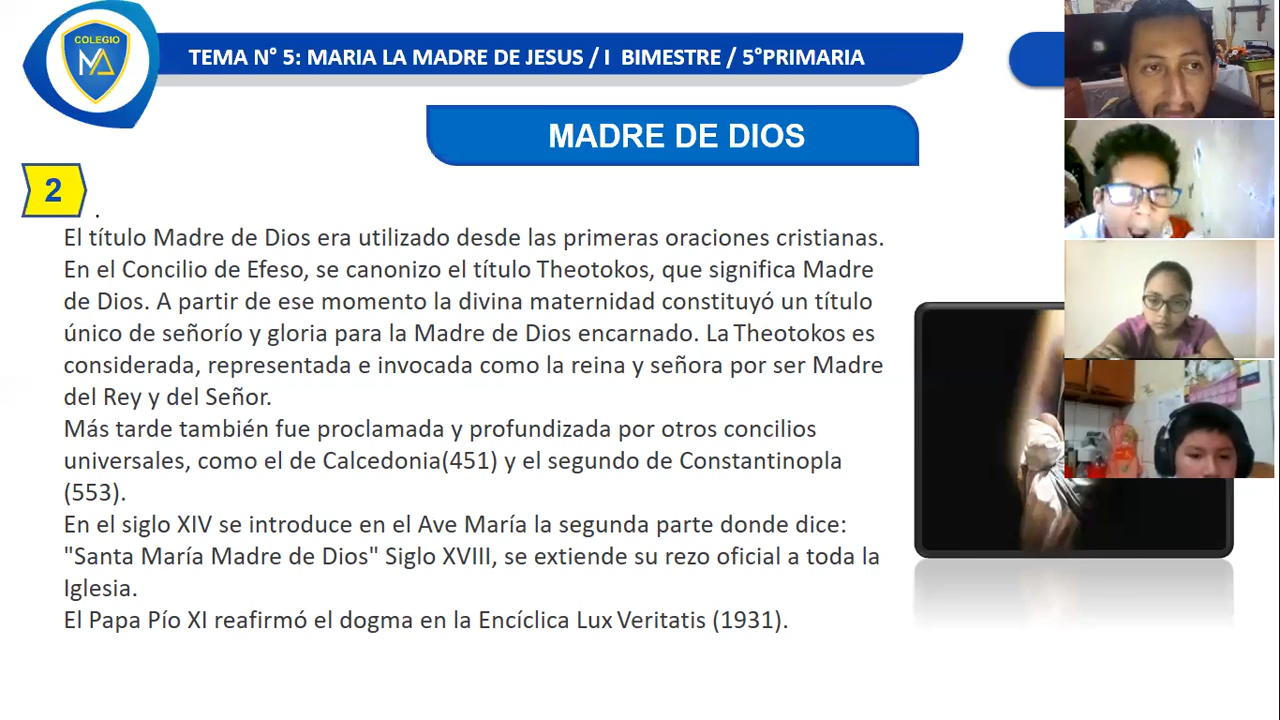 COLEGIO
MA
TEMA N° 5: MARIA LA MADRE DE JESUS / I BIMESTRE / 5°PRIMARIA
MADRE DE DIOS
2
.
El título Madre de Dios era utilizado desde las primeras oraciones cristianas.
En el Concilio de Efeso, se canonizo el título Theotokos, que significa Madre
de Dios. A partir de ese momento la divina maternidad constituyó un título
único de señorío y gloria para la Madre de Dios encarnado. La Theotokos es
considerada, representada e invocada como la reina y señora por ser Madre
del Rey y del Señor.
Más tarde también fue proclamada y profundizada por otros concilios
universales, como el de Calcedonia(451) y el segundo de Constantinopla
(553).
En el siglo XIV se introduce en el Ave María la segunda parte donde dice:
"Santa María Madre de Dios" Siglo XVIII, se extiende su rezo oficial a toda la
Iglesia.
El Papa Pío XI reafirmó el dogma en la Encíclica Lux Veritatis (1931).